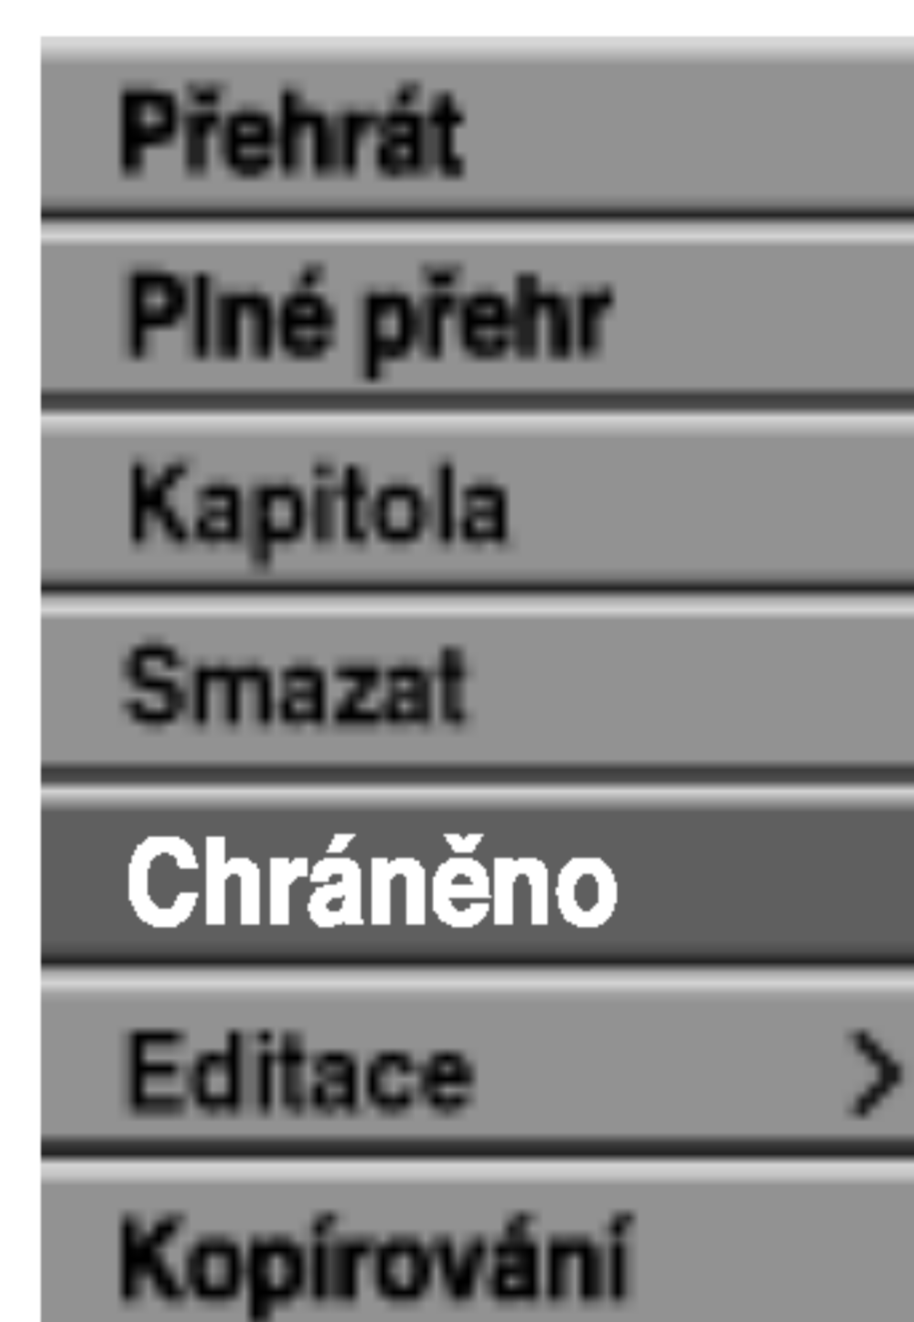 Přehrát
Plné přehr
Kapitola
Smazat
Chráněno
Editace
Kopírování